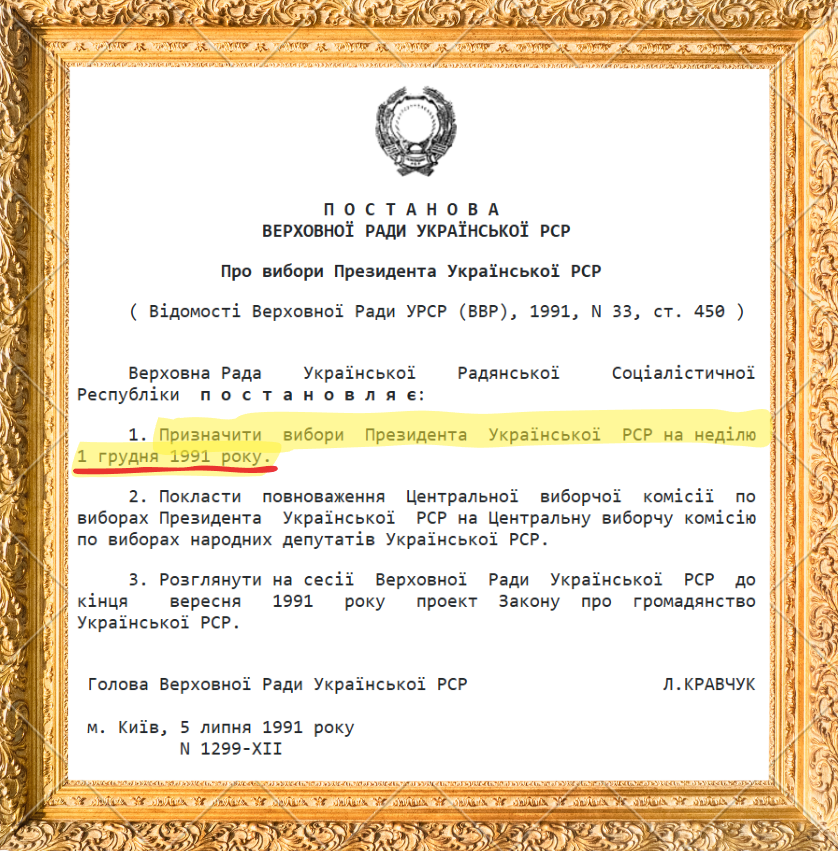 П О С Т А Н О В А
ВЕРХОВНОЇ РАДИ УКРАЇНСЬКОЇ РСР
Про вибори Президента Української РСР
( Відомості Верховної Ради УРСР (ВВР), 1991, N 33, ст. 450 )
Верховна Рада Української Радянської Соціалістичної
Республіки п о с т а н о в л я є:
1. Призначити вибори Президента Української РСР на неділю
1 грудня 1991 року.
2. Покласти повноваження Центральної виборчої комісії по
виборах Президента Української РСР на Центральну виборчу комісію
по виборах народних депутатів Української РСР.
3. Розглянути на сесії Верховної Ради Української РСР до
кінця вересня 1991 року проект Закону про громадянство
Української РСР.
Голова Верховної Ради Української РСР Л.КРАВЧУК
м. Київ, 5 липня 1991 року
N 1299-XII